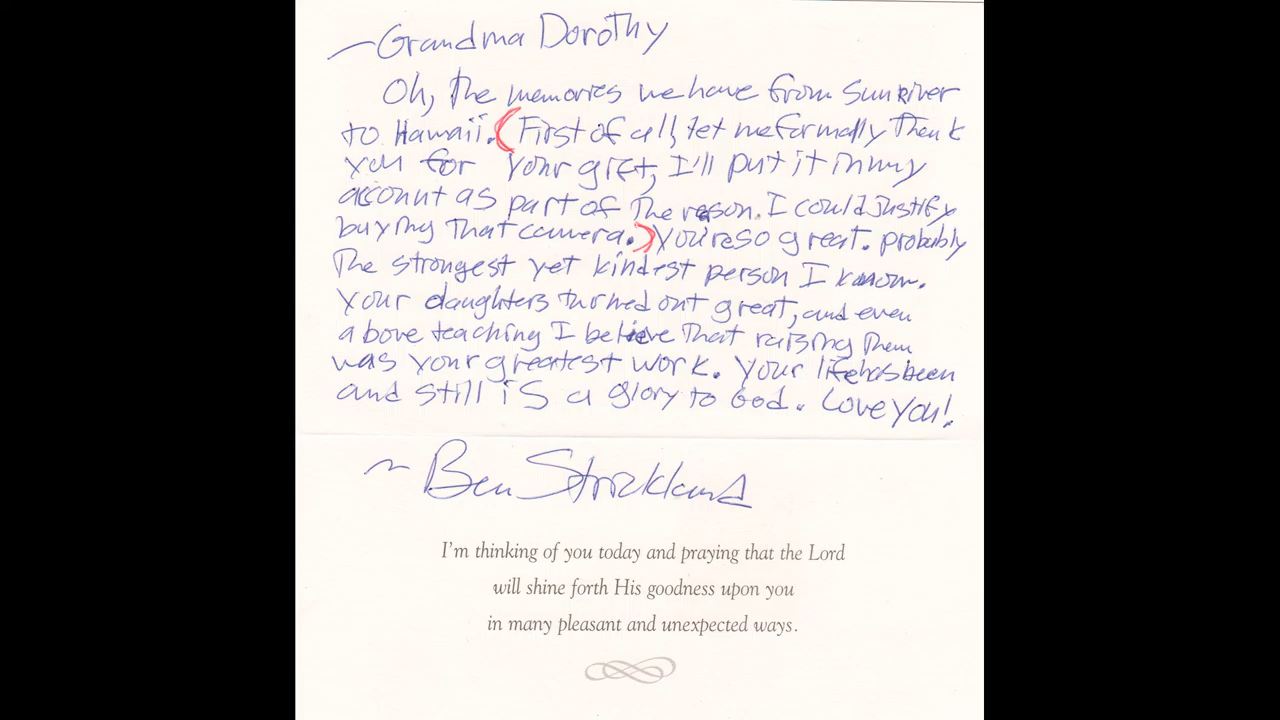 ~Grandma Dorothy
Oh, the memories we have from Sunriver
to Hawaii. (First of all, let me formally thank
you for your gift, I'll put it in my
account as part of the reason. I could justify
buying that camera.) You're so great. probably
the strongest yet kindest person I know.
Your daughters turned out great, and even
above teaching I believe that raising them
was your greatest work. Your life has been
and still is a glory to God. Love you!
~ Ben Strickland
I'm thinking of you today and praying that the Lord
will shine forth His goodness upon you
in many pleasant and unexpected ways.